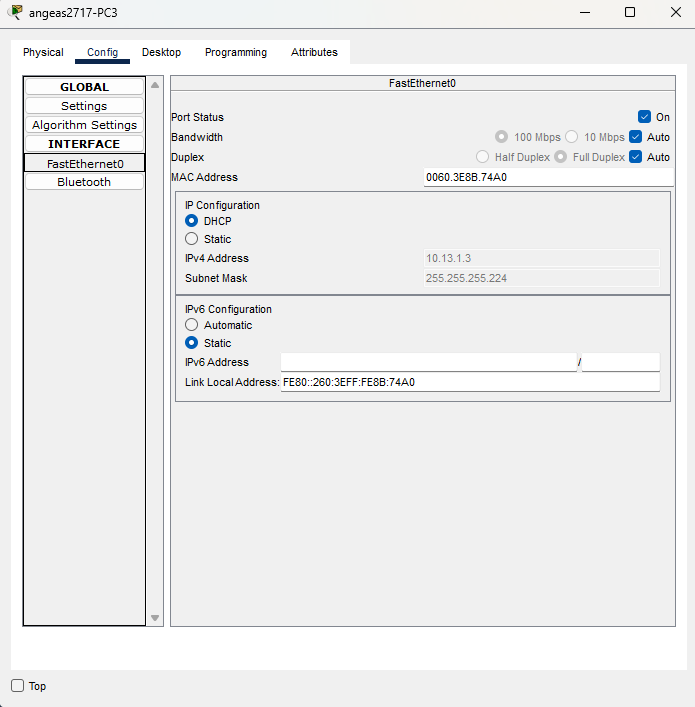 angeas2717-PC3
Physical Config Desktop Programming Attributes
GLOBAL
Settings
Algorithm Settings
INTERFACE
FastEthernet0
Bluetooth
FastEthernet0
Port Status On
Bandwidth 100 Mbps 10 Mbps Auto
Duplex Half Duplex Full Duplex Auto
MAC Address 0060.3E8B.74A0
IP Configuration
DHCP
Static
IPv4 Address 10.13.1.3
Subnet Mask 255.255.255.224
IPv6 Configuration
Automatic
Static
IPv6 Address /
Link Local Address: FE80::260:3EFF:FE8B:74A0
Top